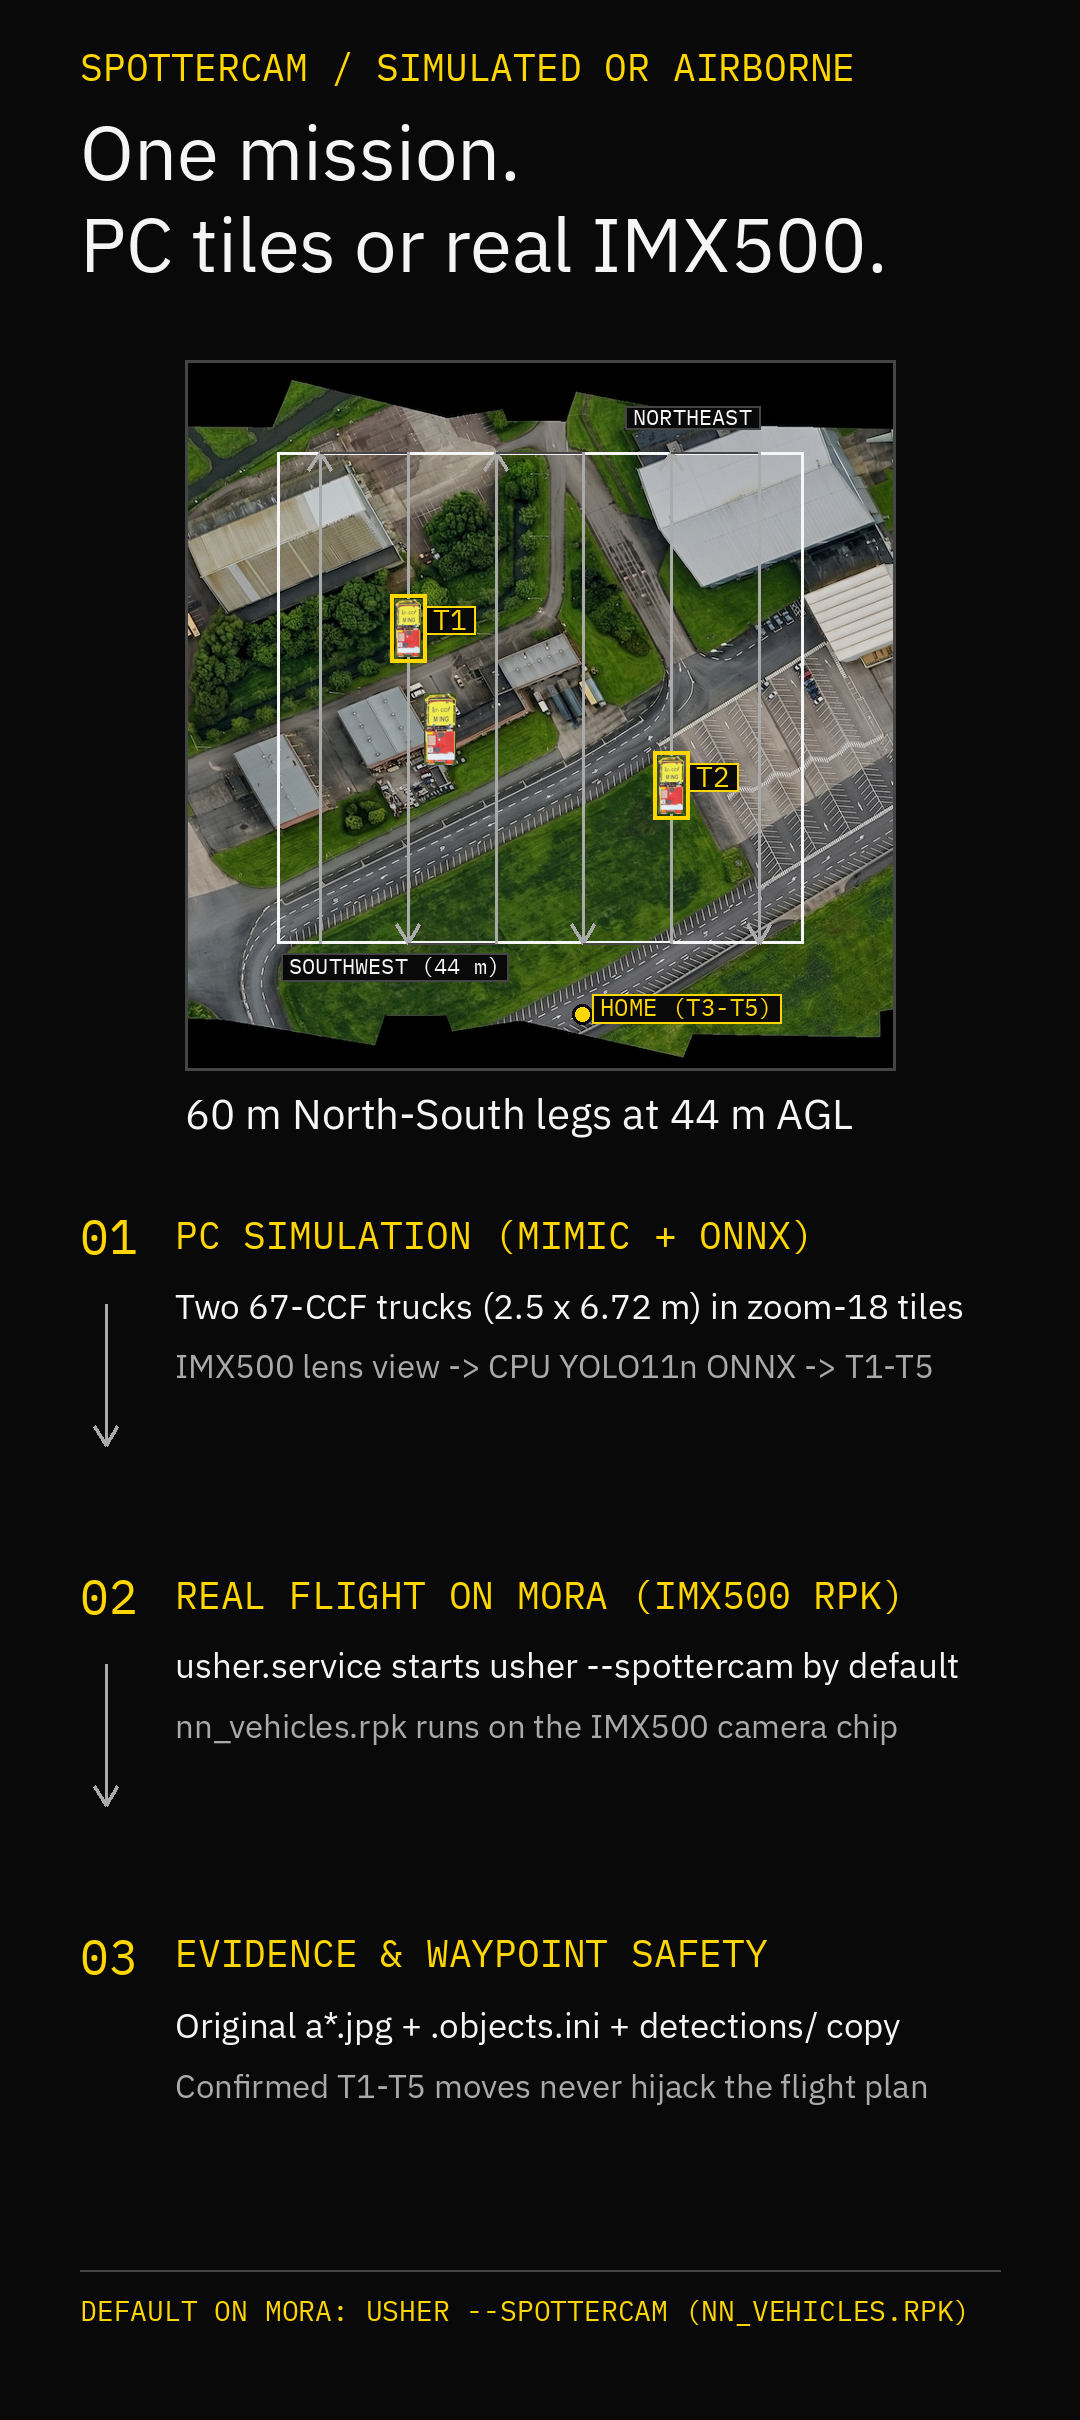 SPOTTERCAM / SIMULATED OR AIRBORNE
One mission.
PC tiles or real IMX500.
NORTHEAST
T1
T2
SOUTHWEST (44 m)
HOME (T3-T5)
60 m North-South legs at 44 m AGL
01 PC SIMULATION (MIMIC + ONNX)
Two 67-CCF trucks (2.5 x 6.72 m) in zoom-18 tiles
IMX500 lens view -> CPU YOLO11n ONNX -> T1-T5
02 REAL FLIGHT ON MORA (IMX500 RPK)
usher.service starts usher --spottercam by default
nn_vehicles.rpk runs on the IMX500 camera chip
03 EVIDENCE & WAYPOINT SAFETY
Original a*.jpg + .objects.ini + detections/ copy
Confirmed T1-T5 moves never hijack the flight plan
DEFAULT ON MORA: USHER --SPOTTERCAM (NN_VEHICLES.RPK)